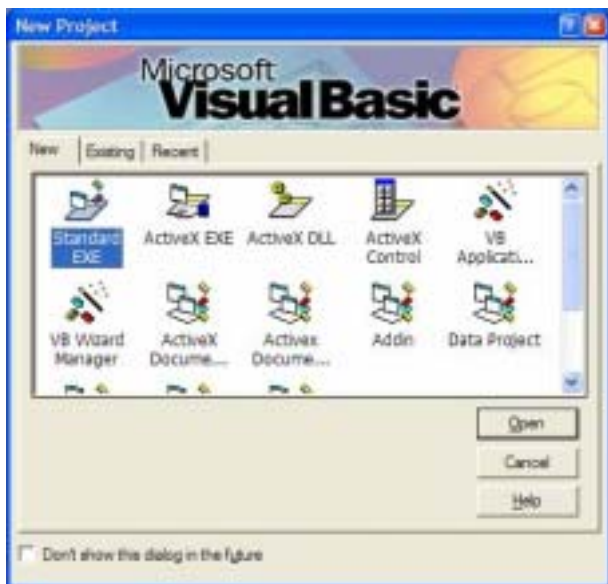 New Project
Microsoft
Visual Basic
New
Existing
Recent
Standard EXE
ActiveX EXE
ActiveX DLL
ActiveX Control
VB Applicati...
VB Wizard Manager
ActiveX Docume...
Activex Docume...
Addin
Data Project
Open
Cancel
Help
Don't show this dialog in the future